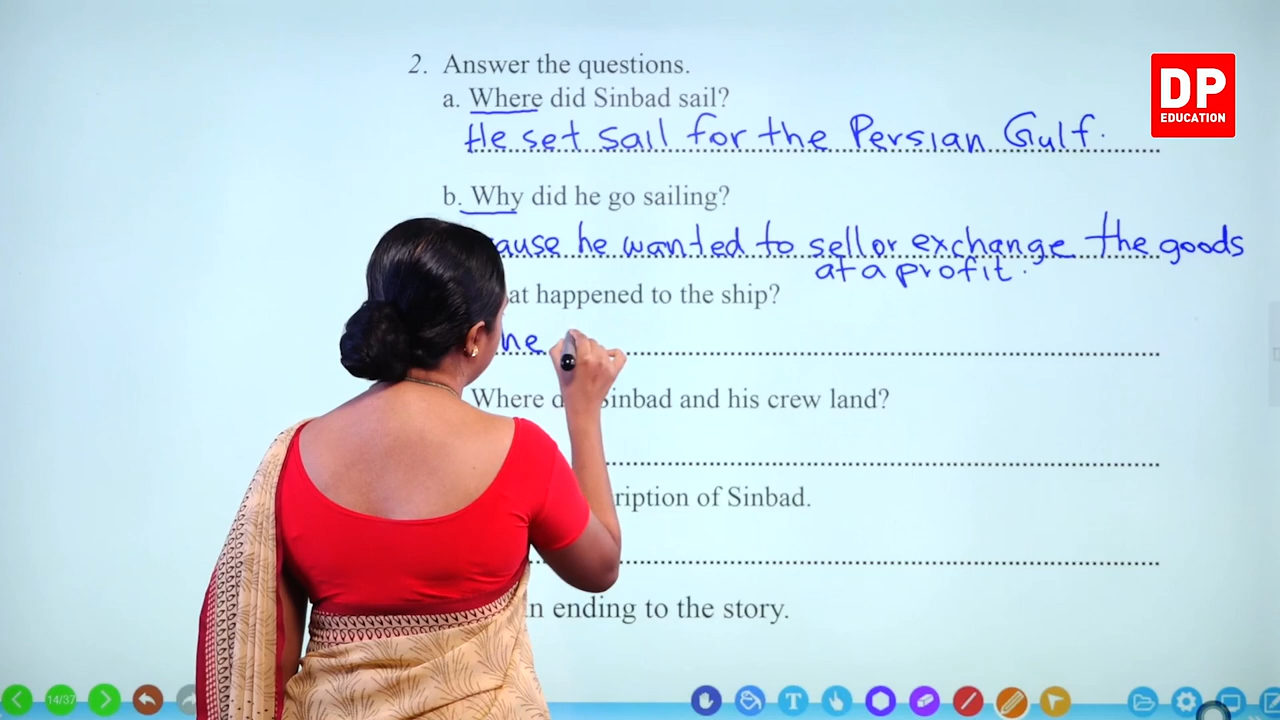 2. Answer the questions.
a. Where did Sinbad sail?
He set sail for the Persian Gulf.
b. Why did he go sailing?
ause he wanted to sell or exchange the goods
at a profit.
at happened to the ship?
he
Where d Sinbad and his crew land?
ription of Sinbad.
n ending to the story.
DP
EDUCATION
14/37
T